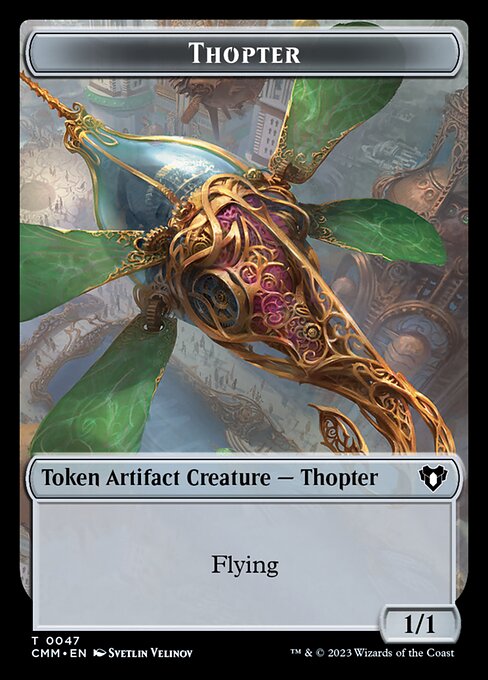 Thopter
Token Artifact Creature — Thopter
Flying
1/1
T 0047
CMM • EN Svetlin Velinov
™ & © 2023 Wizards of the Coast